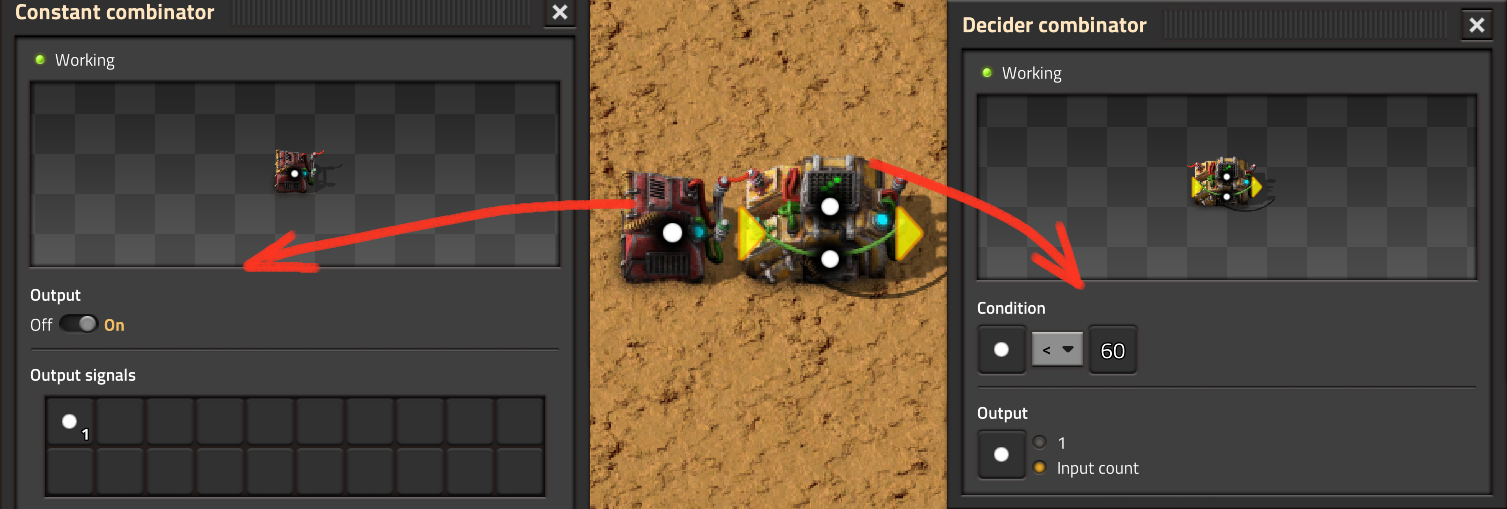 Constant combinator
Working
Output
Off On
Output signals
1
Decider combinator
Working
Condition
< 60
Output
1
Input count